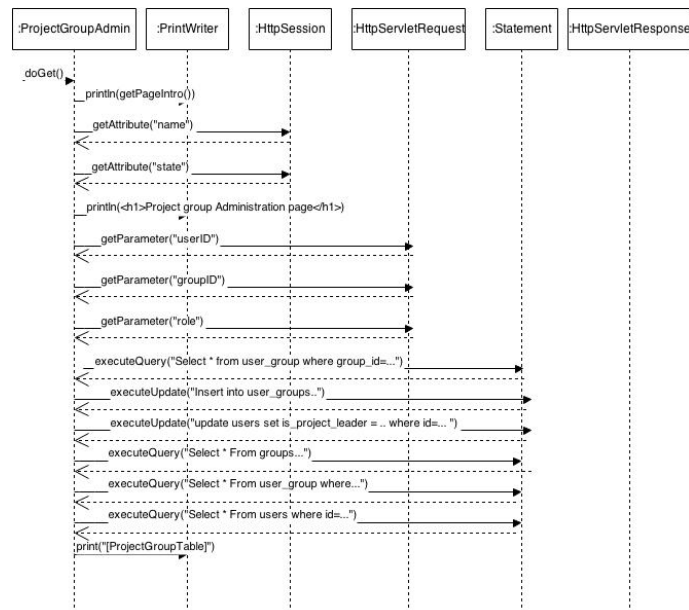 :ProjectGroupAdmin :PrintWriter :HttpSession :HttpServletRequest :Statement :HttpServletResponse
doGet()
println(getPageIntro())
getAttribute("name")
getAttribute("state")
println(<h1>Project group Administration page</h1>)
getParameter("userID")
getParameter("groupID")
getParameter("role")
executeQuery("Select * from user_group where group_id=...")
executeUpdate("Insert into user_groups..")
executeUpdate("update users set is_project_leader = .. where id=... ")
executeQuery("Select * From groups...")
executeQuery("Select * From user_group where...")
executeQuery("Select * From users where id=...")
print("[ProjectGroupTable]")